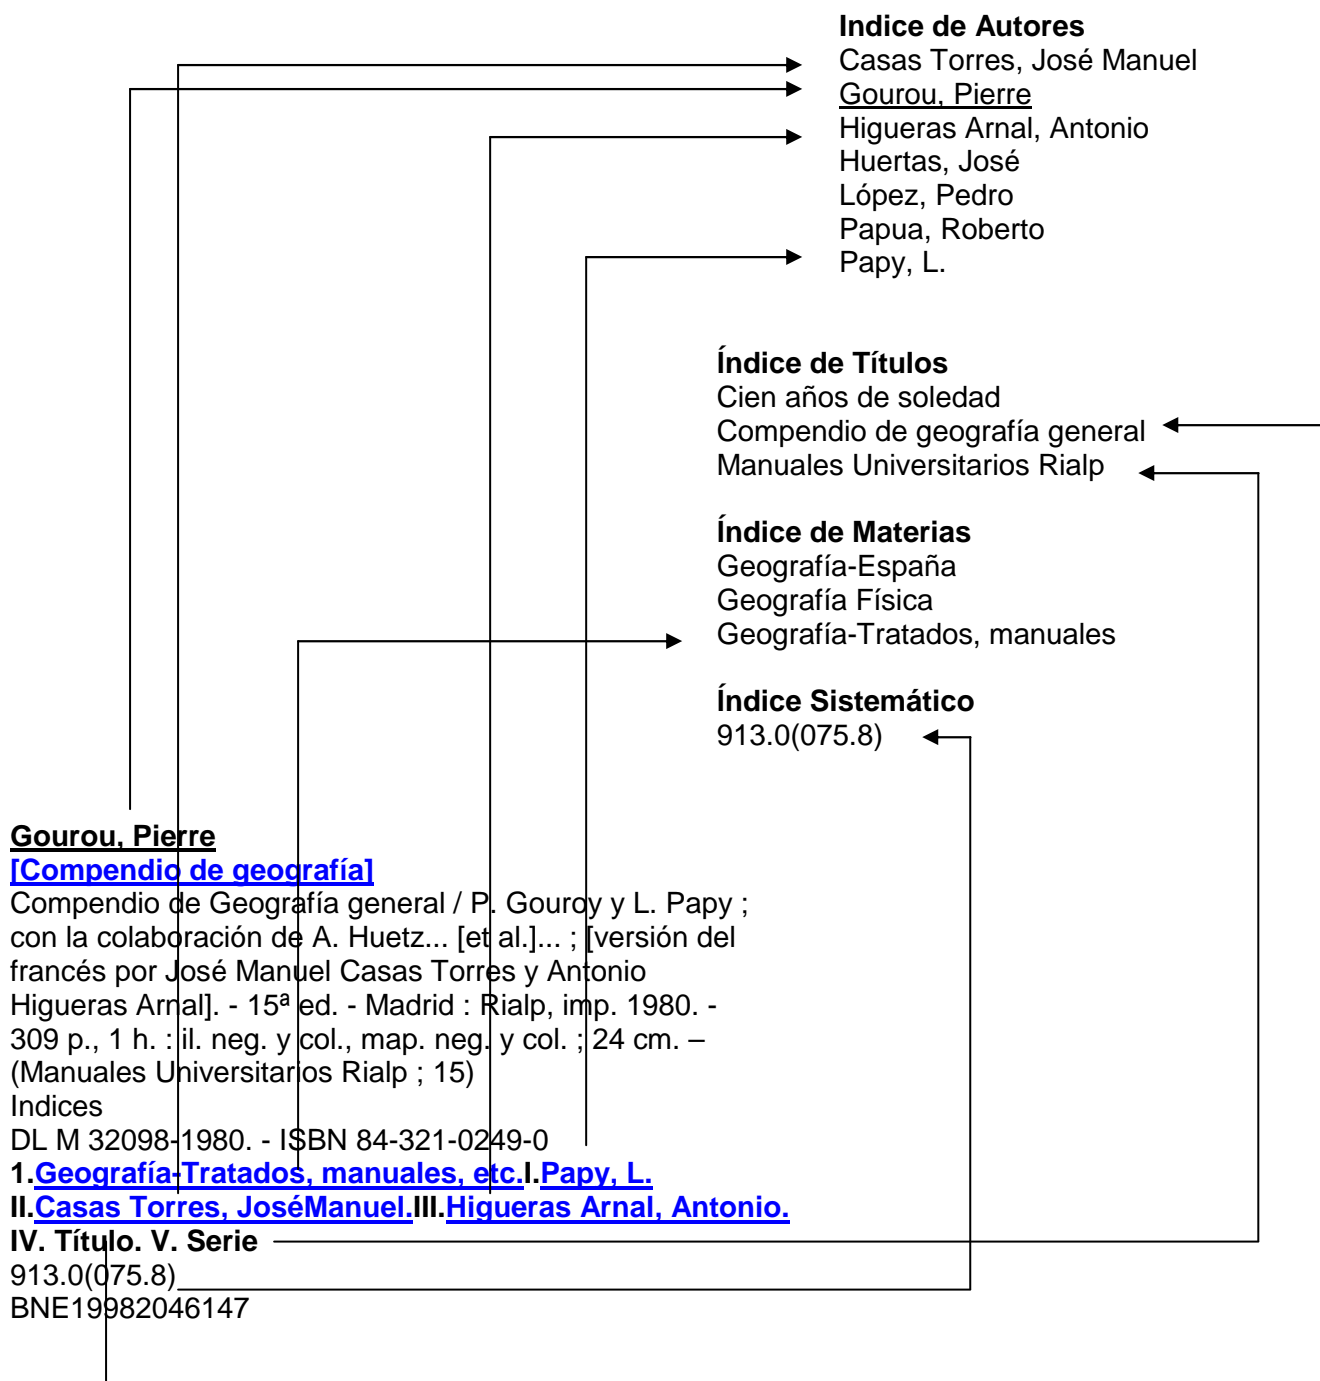 Indice de Autores
Casas Torres, José Manuel
Gourou, Pierre
Higueras Arnal, Antonio
Huertas, José
López, Pedro
Papua, Roberto
Papy, L.
Índice de Títulos
Cien años de soledad
Compendio de geografía general
Manuales Universitarios Rialp
Índice de Materias
Geografía-España
Geografía Física
Geografía-Tratados, manuales
Índice Sistemático
913.0(075.8)
Gourou, Pierre
[Compendio de geografía]
Compendio de Geografía general / P. Gouroy y L. Papy ;
con la colaboración de A. Huetz... [et al.]... ; [versión del
francés por José Manuel Casas Torres y Antonio
Higueras Arnal]. - 15ª ed. - Madrid : Rialp, imp. 1980. -
309 p., 1 h. : il. neg. y col., map. neg. y col. ; 24 cm. –
(Manuales Universitarios Rialp ; 15)
Indices
DL M 32098-1980. - ISBN 84-321-0249-0
1.Geografía-Tratados, manuales, etc.I.Papy, L.
II.Casas Torres, JoséManuel.III.Higueras Arnal, Antonio.
IV. Título. V. Serie
913.0(075.8)
BNE19982046147